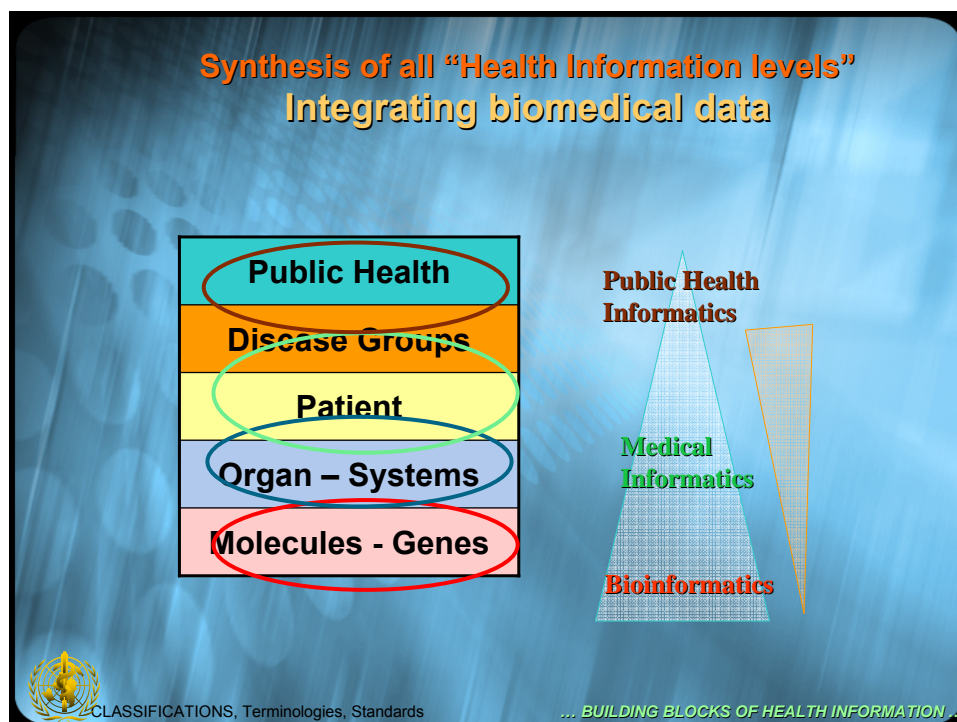 Synthesis of all “Health Information levels”
Integrating biomedical data
Public Health
Disease Groups
Patient
Organ – Systems
Molecules - Genes
Public Health
Informatics
Medical
Informatics
Bioinformatics
CLASSIFICATIONS, Terminologies, Standards
... BUILDING BLOCKS OF HEALTH INFORMATION ..